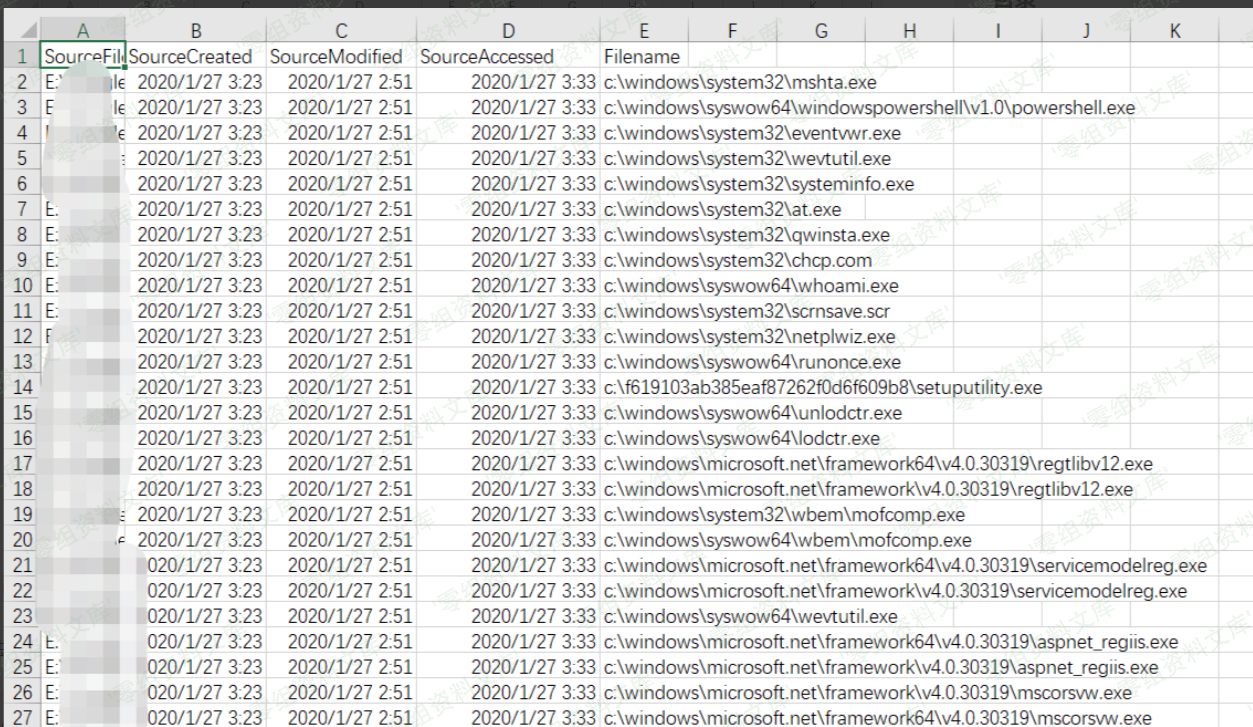 A B C D E F G H I J K
1 SourceFil SourceCreated SourceModified SourceAccessed Filename
2 E:\ le 2020/1/27 3:23 2020/1/27 2:51 2020/1/27 3:33 c:\windows\system32\mshta.exe
3 E: le 2020/1/27 3:23 2020/1/27 2:51 2020/1/27 3:33 c:\windows\syswow64\windowspowershell\v1.0\powershell.exe
4 2020/1/27 3:23 2020/1/27 2:51 2020/1/27 3:33 c:\windows\system32\eventvwr.exe
5 2020/1/27 3:23 2020/1/27 2:51 2020/1/27 3:33 c:\windows\system32\wevtutil.exe
6 2020/1/27 3:23 2020/1/27 2:51 2020/1/27 3:33 c:\windows\system32\systeminfo.exe
7 E: 2020/1/27 3:23 2020/1/27 2:51 2020/1/27 3:33 c:\windows\system32\at.exe
8 E: 2020/1/27 3:23 2020/1/27 2:51 2020/1/27 3:33 c:\windows\system32\qwinsta.exe
9 E: 2020/1/27 3:23 2020/1/27 2:51 2020/1/27 3:33 c:\windows\system32\chcp.com
10 E: 2020/1/27 3:23 2020/1/27 2:51 2020/1/27 3:33 c:\windows\syswow64\whoami.exe
11 E: 2020/1/27 3:23 2020/1/27 2:51 2020/1/27 3:33 c:\windows\system32\scrnsave.scr
12 2020/1/27 3:23 2020/1/27 2:51 2020/1/27 3:33 c:\windows\system32\netplwiz.exe
13 2020/1/27 3:23 2020/1/27 2:51 2020/1/27 3:33 c:\windows\syswow64\runonce.exe
14 2020/1/27 3:23 2020/1/27 2:51 2020/1/27 3:33 c:\f619103ab385eaf87262f0d6f609b8\setuputility.exe
15 2020/1/27 3:23 2020/1/27 2:51 2020/1/27 3:33 c:\windows\syswow64\unlodctr.exe
16 2020/1/27 3:23 2020/1/27 2:51 2020/1/27 3:33 c:\windows\syswow64\lodctr.exe
17 2020/1/27 3:23 2020/1/27 2:51 2020/1/27 3:33 c:\windows\microsoft.net\framework64\v4.0.30319\regtlibv12.exe
18 2020/1/27 3:23 2020/1/27 2:51 2020/1/27 3:33 c:\windows\microsoft.net\framework\v4.0.30319\regtlibv12.exe
19 2020/1/27 3:23 2020/1/27 2:51 2020/1/27 3:33 c:\windows\system32\wbem\mofcomp.exe
20 2020/1/27 3:23 2020/1/27 2:51 2020/1/27 3:33 c:\windows\syswow64\wbem\mofcomp.exe
21 020/1/27 3:23 2020/1/27 2:51 2020/1/27 3:33 c:\windows\microsoft.net\framework64\v4.0.30319\servicemodelreg.exe
22 020/1/27 3:23 2020/1/27 2:51 2020/1/27 3:33 c:\windows\microsoft.net\framework\v4.0.30319\servicemodelreg.exe
23 020/1/27 3:23 2020/1/27 2:51 2020/1/27 3:33 c:\windows\syswow64\wevtutil.exe
24 E: 020/1/27 3:23 2020/1/27 2:51 2020/1/27 3:33 c:\windows\microsoft.net\framework64\v4.0.30319\aspnet_regiis.exe
25 E: 020/1/27 3:23 2020/1/27 2:51 2020/1/27 3:33 c:\windows\microsoft.net\framework\v4.0.30319\aspnet_regiis.exe
26 E: 020/1/27 3:23 2020/1/27 2:51 2020/1/27 3:33 c:\windows\microsoft.net\framework\v4.0.30319\mscorsvw.exe
27 E: 020/1/27 3:23 2020/1/27 2:51 2020/1/27 3:33 c:\windows\microsoft.net\framework64\v4.0.30319\mscorsvw.exe
'零组资料文库'